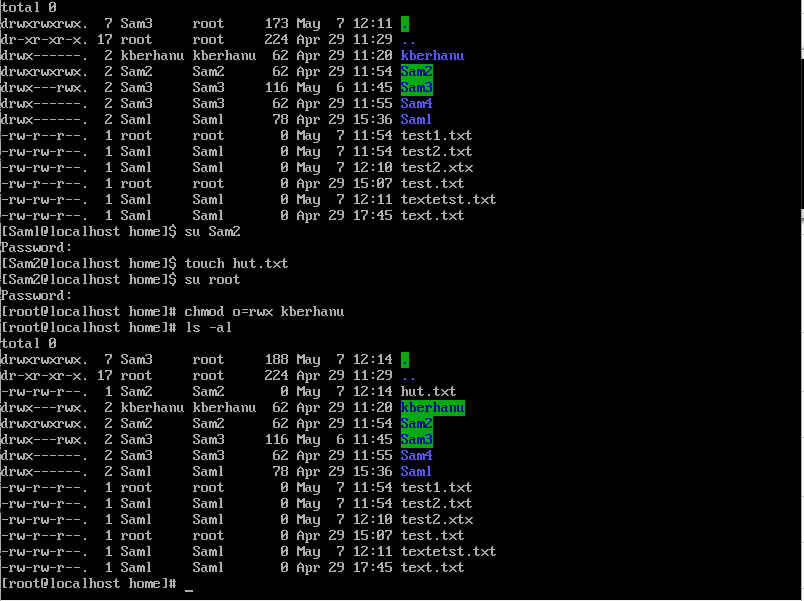 total 0
drwxrwxrwx.  7 Sam3     root     173 May  7 12:11 .
dr-xr-xr-x. 17 root     root     224 Apr 29 11:29 ..
drwx------.  2 kberhanu kberhanu  62 Apr 29 11:20 kberhanu
drwxrwxrwx.  2 Sam2     Sam2      62 Apr 29 11:54 Sam2
drwx---rwx.  2 Sam3     Sam3     116 May  6 11:45 Sam3
drwx------.  2 Sam3     Sam3      62 Apr 29 11:55 Sam4
drwx------.  2 Saml     Saml      78 Apr 29 15:36 Saml
-rw-r--r--.  1 root     root       0 May  7 11:54 test1.txt
-rw-rw-r--.  1 Saml     Saml       0 May  7 11:54 test2.txt
-rw-rw-r--.  1 Saml     Saml       0 May  7 12:10 test2.xtx
-rw-r--r--.  1 root     root       0 Apr 29 15:07 test.txt
-rw-rw-r--.  1 Saml     Saml       0 May  7 12:11 textetst.txt
-rw-rw-r--.  1 Saml     Saml       0 Apr 29 17:45 text.txt
[Saml@localhost home]$ su Sam2
Password:
[Sam2@localhost home]$ touch hut.txt
[Sam2@localhost home]$ su root
Password:
[root@localhost home]# chmod o=rwx kberhanu
[root@localhost home]# ls -al
total 0
drwxrwxrwx.  7 Sam3     root     188 May  7 12:14 .
dr-xr-xr-x. 17 root     root     224 Apr 29 11:29 ..
-rw-rw-r--.  1 Sam2     Sam2       0 May  7 12:14 hut.txt
drwx---rwx.  2 kberhanu kberhanu  62 Apr 29 11:20 kberhanu
drwxrwxrwx.  2 Sam2     Sam2      62 Apr 29 11:54 Sam2
drwx---rwx.  2 Sam3     Sam3     116 May  6 11:45 Sam3
drwx------.  2 Sam3     Sam3      62 Apr 29 11:55 Sam4
drwx------.  2 Saml     Saml      78 Apr 29 15:36 Saml
-rw-r--r--.  1 root     root       0 May  7 11:54 test1.txt
-rw-rw-r--.  1 Saml     Saml       0 May  7 11:54 test2.txt
-rw-rw-r--.  1 Saml     Saml       0 May  7 12:10 test2.xtx
-rw-r--r--.  1 root     root       0 Apr 29 15:07 test.txt
-rw-rw-r--.  1 Saml     Saml       0 May  7 12:11 textetst.txt
-rw-rw-r--.  1 Saml     Saml       0 Apr 29 17:45 text.txt
[root@localhost home]# _